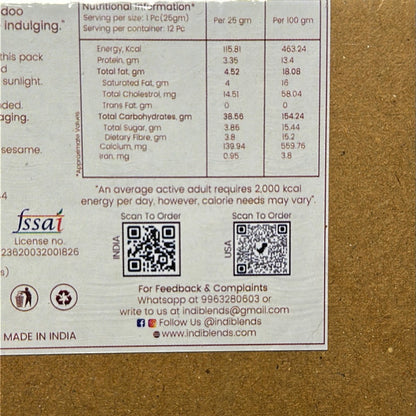 doo
indulging."
this pack
d and
sunlight.
nded.
aging.
sesame.
4
Nutritional Information*
Serving per size: 1 Pc(25gm)
Serving per container: 12 Pc
Per 25 gm
Per 100 gm
Energy, Kcal 115.81 463.24
Protein, gm 3.35 13.4
Total fat, gm 4.52 18.08
Saturated Fat, gm 4 16
Total Cholestrol, mg 14.51 58.04
Trans Fat, gm 0 0
Total Carbohydrates, gm 38.56 154.24
Total Sugar, gm 3.86 15.44
Dietary Fibre, gm 3.8 15.2
Calcium, mg 139.94 559.76
Iron, mg 0.95 3.8
*Approximate Values
"An average active adult requires 2,000 kcal
energy per day, however, calorie needs may vary".
fssai
License no.
23620032001826
s)
Scan To Order
INDIA
Scan To Order
USA
For Feedback & Complaints
Whatsapp at 9963280603 or
write to us at indiblends@gmail.com
Follow Us @indiblends
www.indiblends.com
MADE IN INDIA